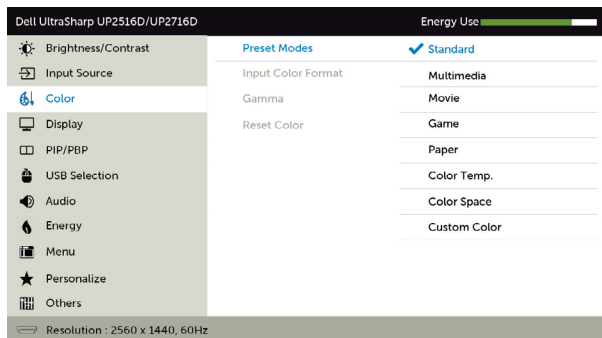 Dell UltraSharp UP2516D/UP2716D
Energy Use
Brightness/Contrast
Input Source
Color
Display
PIP/PBP
USB Selection
Audio
Energy
Menu
Personalize
Others
Preset Modes
Input Color Format
Gamma
Reset Color
Standard
Multimedia
Movie
Game
Paper
Color Temp.
Color Space
Custom Color
Resolution : 2560 x 1440, 60Hz